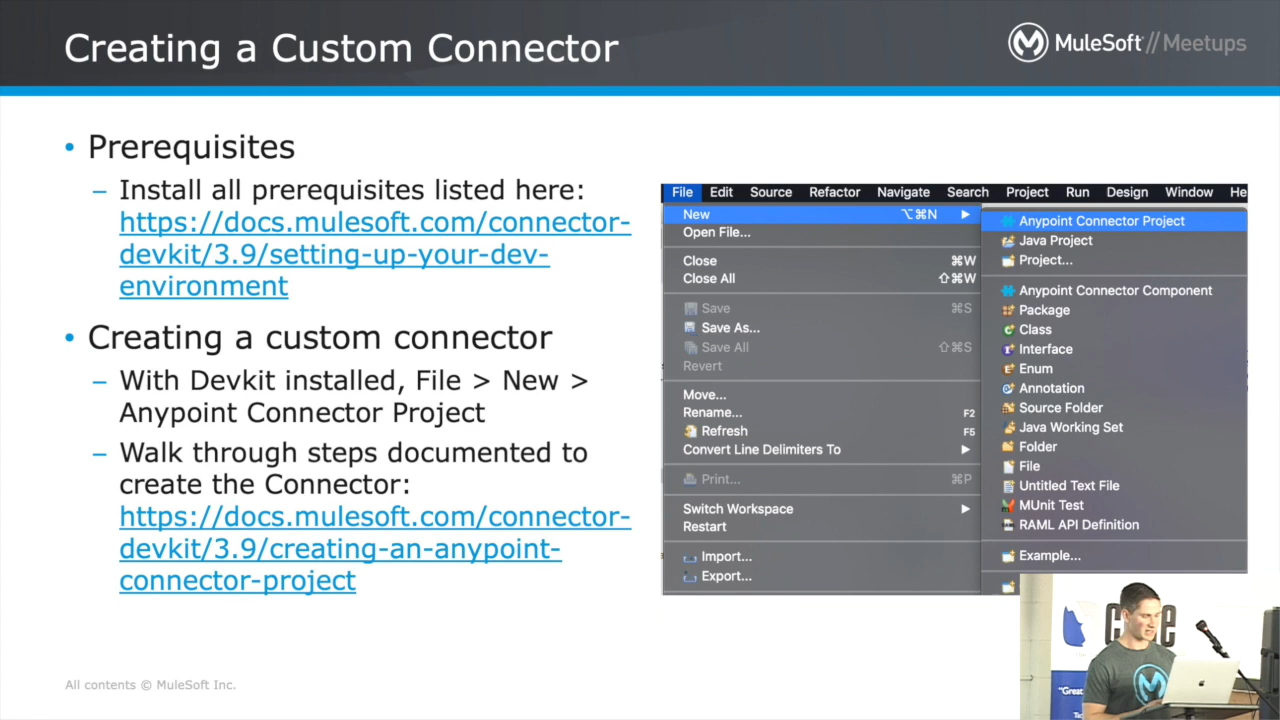 Creating a Custom Connector
MuleSoft // Meetups
• Prerequisites
– Install all prerequisites listed here:
https://docs.mulesoft.com/connector-
devkit/3.9/setting-up-your-dev-
environment
• Creating a custom connector
– With Devkit installed, File > New >
Anypoint Connector Project
– Walk through steps documented to
create the Connector:
https://docs.mulesoft.com/connector-
devkit/3.9/creating-an-anypoint-
connector-project
File Edit Source Refactor Navigate Search Project Run Design Window He
New ⌥⌘N ▶
Open File...
Close ⌘W
Close All ⇧⌘W
Save ⌘S
Save As...
Save All ⇧⌘S
Revert
Move...
Rename... F2
Refresh F5
Convert Line Delimiters To ▶
Print... ⌘P
Switch Workspace ▶
Restart
Import...
Export...
Anypoint Connector Project
Java Project
Project...
Anypoint Connector Component
Package
Class
Interface
Enum
Annotation
Source Folder
Java Working Set
Folder
File
Untitled Text File
MUnit Test
RAML API Definition
Example...
"Great
All contents © MuleSoft Inc.